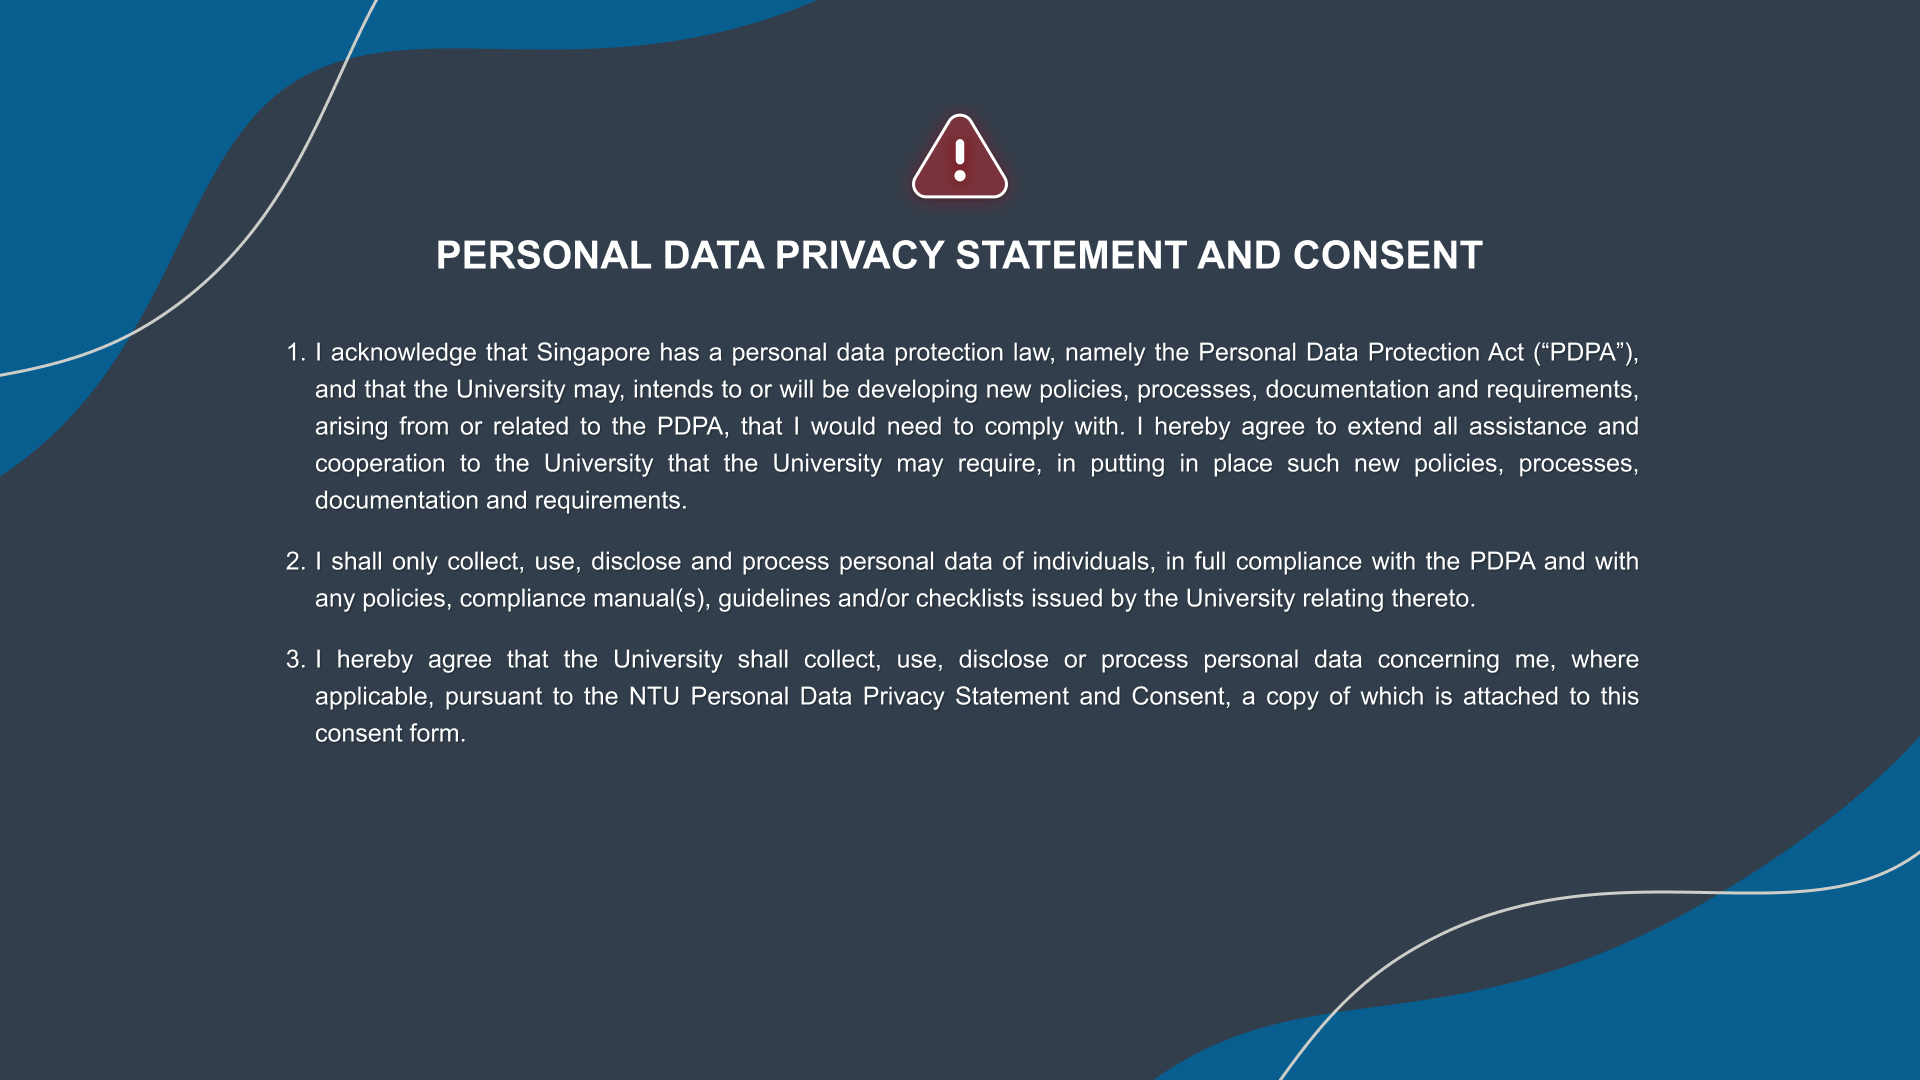 PERSONAL DATA PRIVACY STATEMENT AND CONSENT
1. I acknowledge that Singapore has a personal data protection law, namely the Personal Data Protection Act (“PDPA”),
and that the University may, intends to or will be developing new policies, processes, documentation and requirements,
arising from or related to the PDPA, that I would need to comply with. I hereby agree to extend all assistance and
cooperation to the University that the University may require, in putting in place such new policies, processes,
documentation and requirements.
2. I shall only collect, use, disclose and process personal data of individuals, in full compliance with the PDPA and with
any policies, compliance manual(s), guidelines and/or checklists issued by the University relating thereto.
3. I hereby agree that the University shall collect, use, disclose or process personal data concerning me, where
applicable, pursuant to the NTU Personal Data Privacy Statement and Consent, a copy of which is attached to this
consent form.